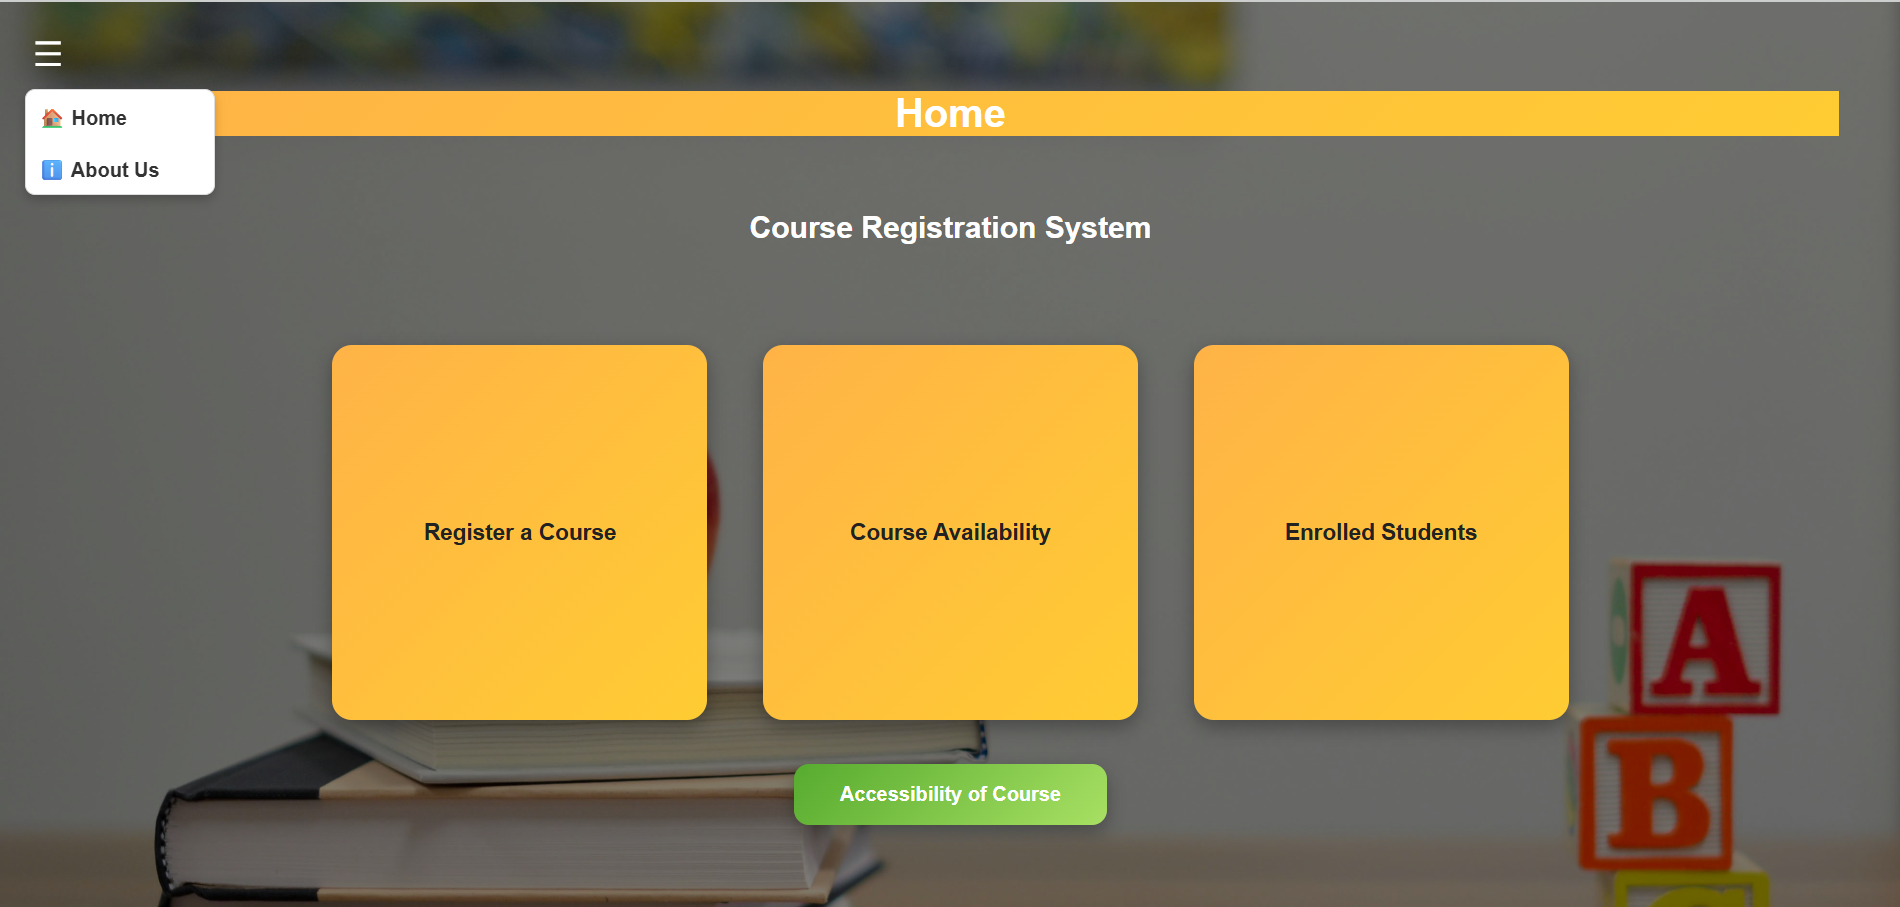 Home
About Us
Home
Course Registration System
Register a Course
Course Availability
Enrolled Students
Accessibility of Course
A
B